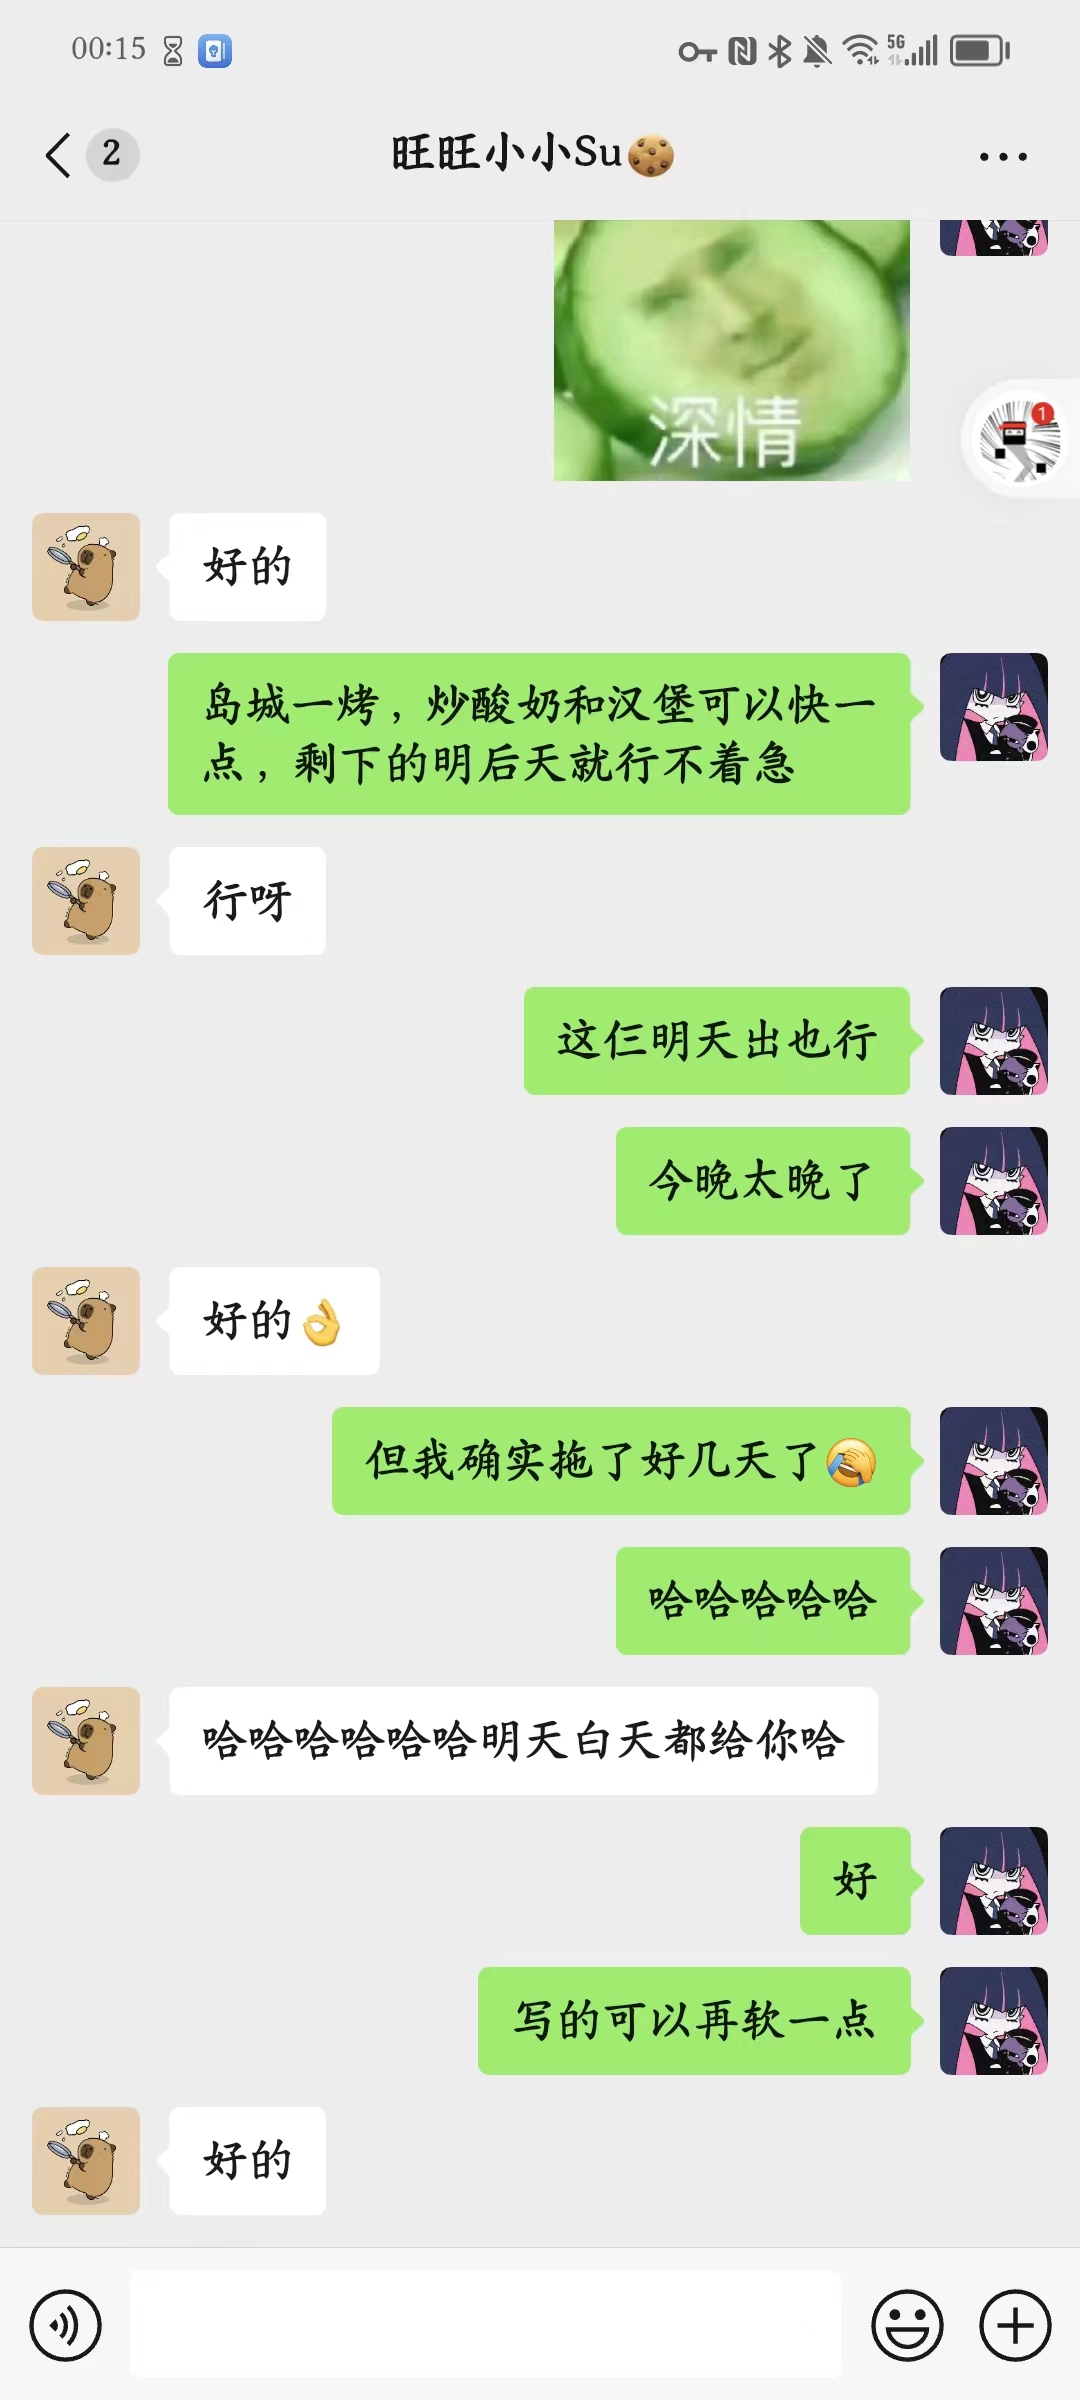 00:15
5G
2
旺旺小小Su🍪
深情
1
好的
岛城一烤，炒酸奶和汉堡可以快一
点，剩下的明后天就行不着急
行呀
这仨明天出也行
今晚太晚了
好的👌
但我确实拖了好几天了🤦
哈哈哈哈哈
哈哈哈哈哈哈明天白天都给你哈
好
写的可以再软一点
好的